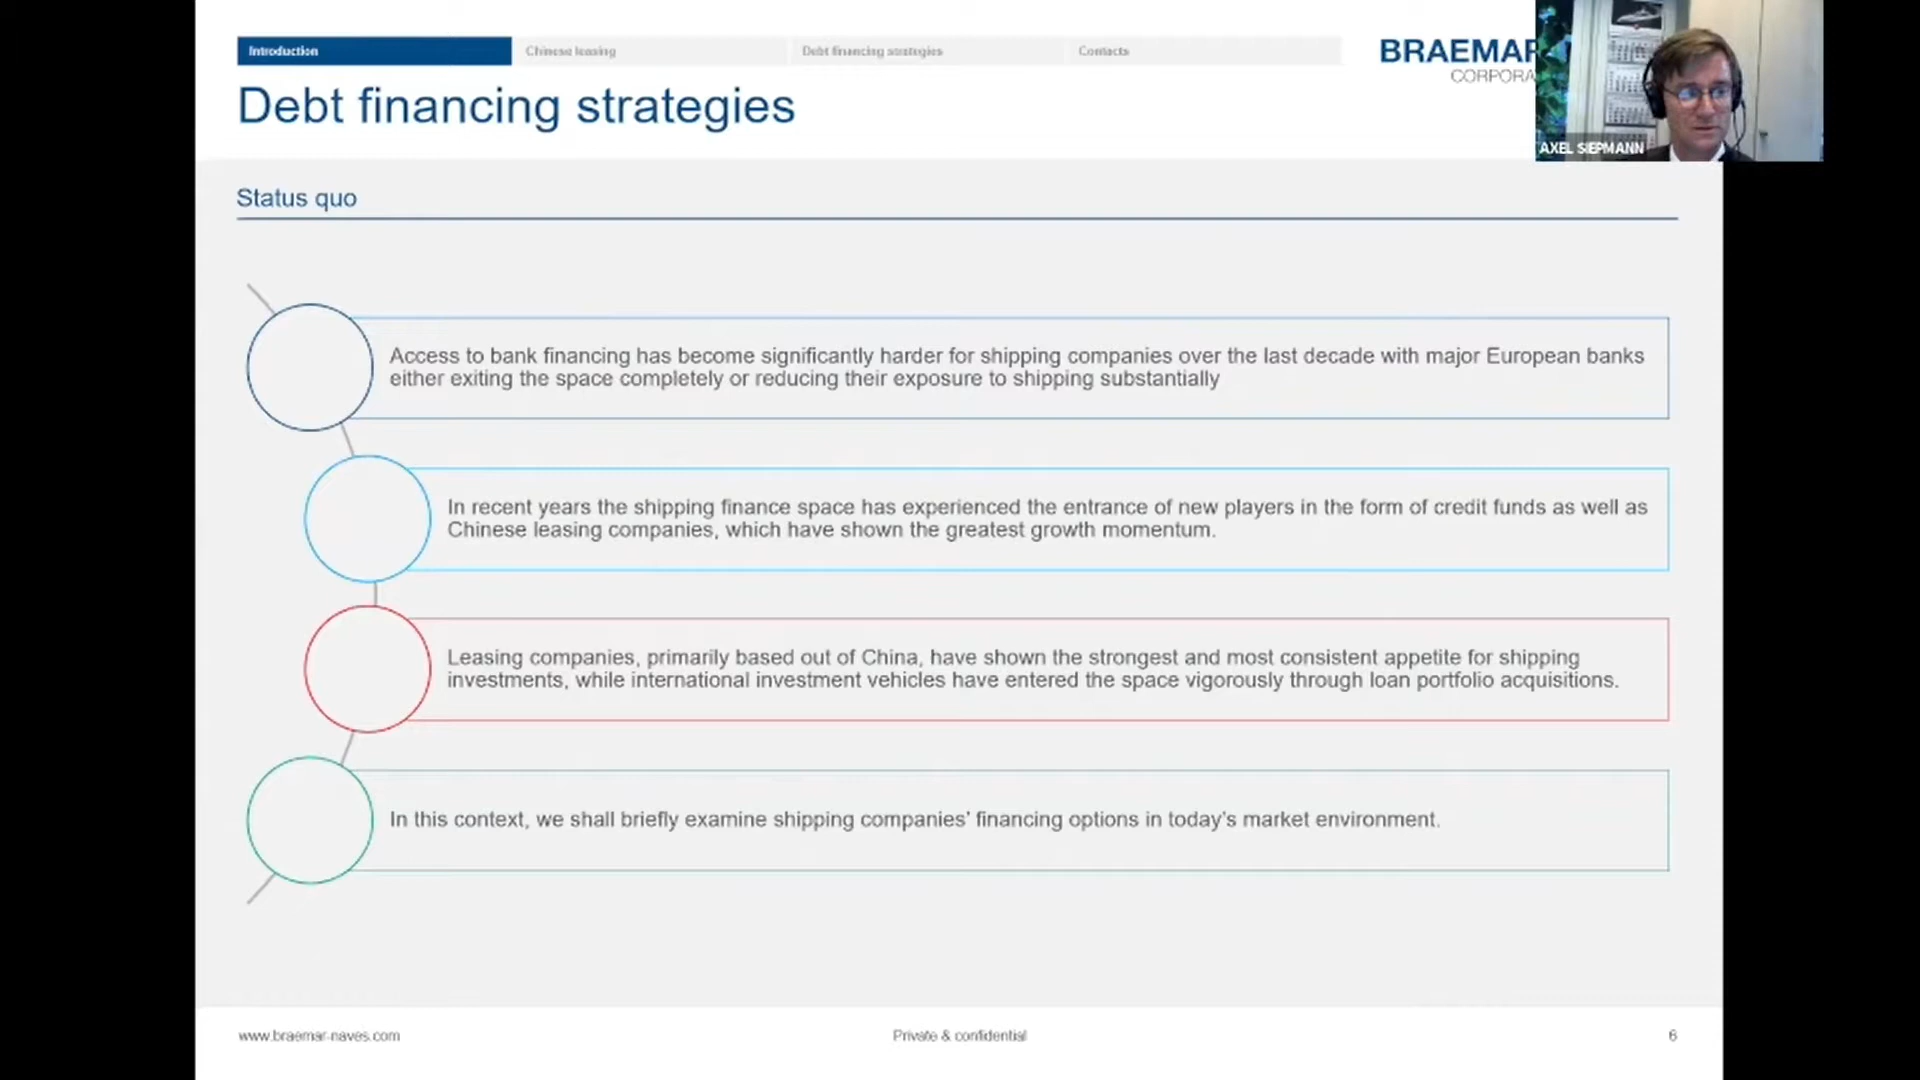 Introduction
Chinese leasing
Debt financing strategies
Contacts
BRAEMAR
CORPORA
Debt financing strategies
AXEL SIEPMANN
Status quo
Access to bank financing has become significantly harder for shipping companies over the last decade with major European banks
either exiting the space completely or reducing their exposure to shipping substantially
In recent years the shipping finance space has experienced the entrance of new players in the form of credit funds as well as
Chinese leasing companies, which have shown the greatest growth momentum.
Leasing companies, primarily based out of China, have shown the strongest and most consistent appetite for shipping
investments, while international investment vehicles have entered the space vigorously through loan portfolio acquisitions.
In this context, we shall briefly examine shipping companies' financing options in today's market environment.
www.braemar-naves.com
Private & confidential
6